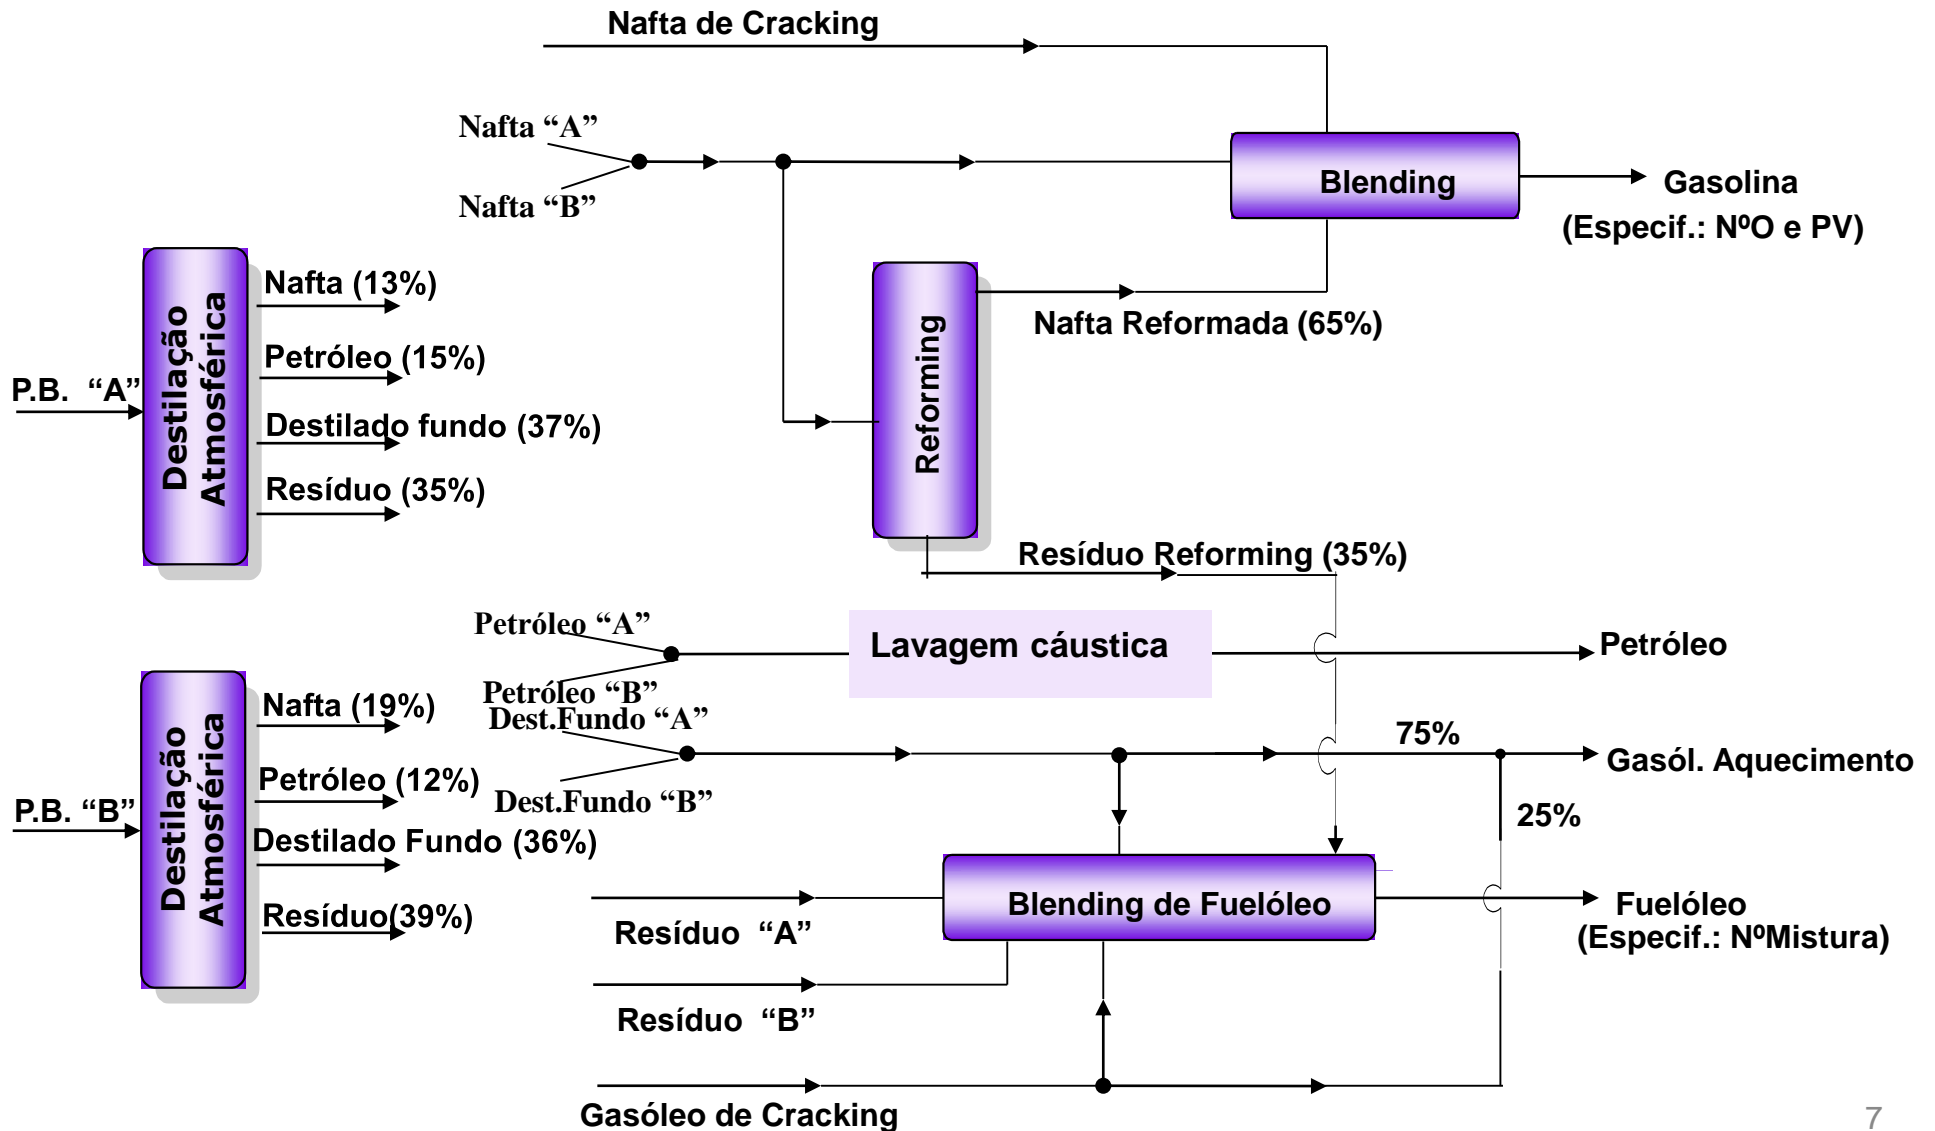 Nafta de Cracking
Nafta “A”
Nafta “B”
Blending
Gasolina
(Especif.: NºO e PV)
Destilação
Atmosférica
P.B. “A”
Nafta (13%)
Petróleo (15%)
Destilado fundo (37%)
Resíduo (35%)
Reforming
Nafta Reformada (65%)
Resíduo Reforming (35%)
Petróleo “A”
Petróleo “B”
Lavagem cáustica
Petróleo
Destilação
Atmosférica
P.B. “B”
Nafta (19%)
Petróleo (12%)
Destilado Fundo (36%)
Resíduo(39%)
Dest.Fundo “A”
Dest.Fundo “B”
75%
Gasól. Aquecimento
25%
Blending de Fuelóleo
Fuelóleo
(Especif.: NºMistura)
Resíduo “A”
Resíduo “B”
Gasóleo de Cracking
7